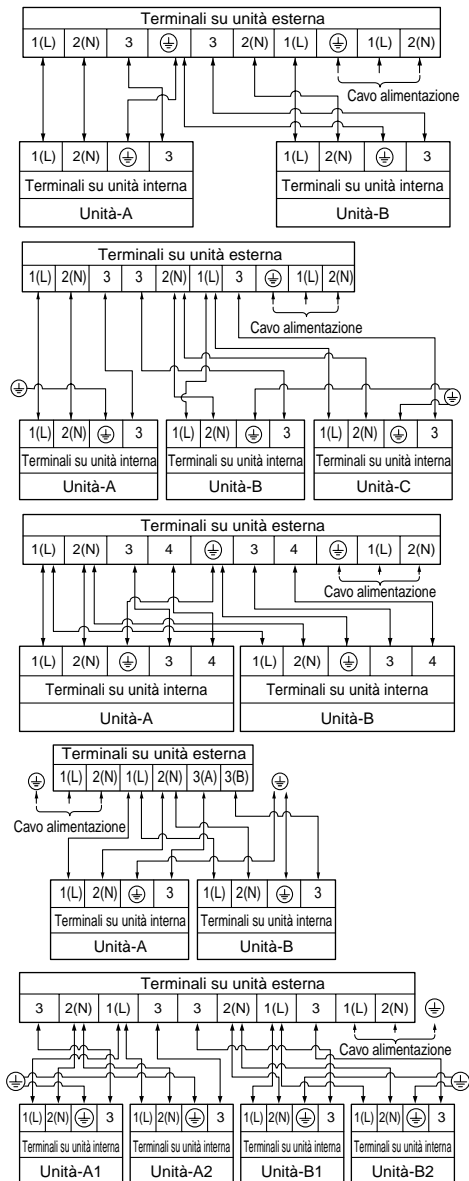 Terminali su unità esterna
1(L) 2(N) 3 3 2(N) 1(L) 1(L) 2(N)
Cavo alimentazione
1(L) 2(N) 3 1(L) 2(N) 3
Terminali su unità interna Terminali su unità interna
Unità-A Unità-B
Terminali su unità esterna
1(L) 2(N) 3 3 2(N) 1(L) 3 1(L) 2(N)
Cavo alimentazione
1(L) 2(N) 3 1(L) 2(N) 3 1(L) 2(N) 3
Terminali su unità interna Terminali su unità interna Terminali su unità interna
Unità-A Unità-B Unità-C
Terminali su unità esterna
1(L) 2(N) 3 4 3 4 1(L) 2(N)
Cavo alimentazione
1(L) 2(N) 3 4 1(L) 2(N) 3 4
Terminali su unità interna Terminali su unità interna
Unità-A Unità-B
Terminali su unità esterna
1(L) 2(N) 1(L) 2(N) 3(A) 3(B)
Cavo alimentazione
1(L) 2(N) 3 1(L) 2(N) 3
Terminali su unità interna Terminali su unità interna
Unità-A Unità-B
Terminali su unità esterna
3 2(N) 1(L) 3 3 2(N) 1(L) 3 1(L) 2(N)
Cavo alimentazione
1(L) 2(N) 3 1(L) 2(N) 3 1(L) 2(N) 3 1(L) 2(N) 3
Terminali su unità interna Terminali su unità interna Terminali su unità interna Terminali su unità interna
Unità-A1 Unità-A2 Unità-B1 Unità-B2